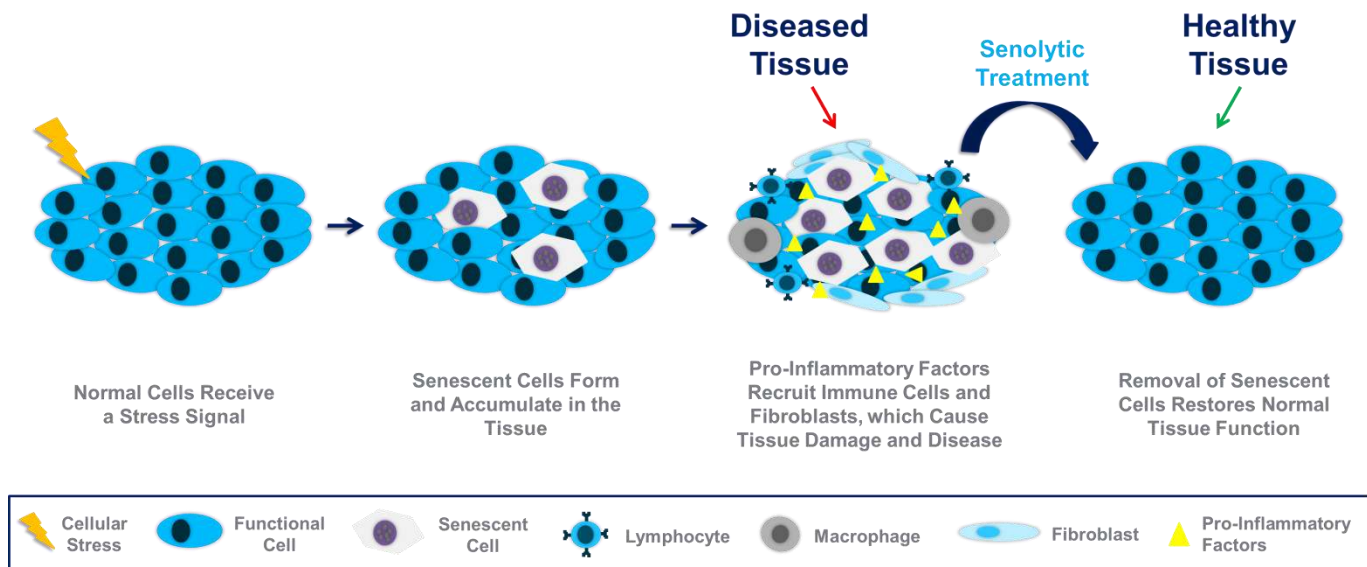 Diseased
Tissue
Senolytic
Treatment
Healthy
Tissue
Normal Cells Receive
a Stress Signal
Senescent Cells Form
and Accumulate in the
Tissue
Pro-Inflammatory Factors
Recruit Immune Cells and
Fibroblasts, which Cause
Tissue Damage and Disease
Removal of Senescent
Cells Restores Normal
Tissue Function
Cellular
Stress
Functional
Cell
Senescent
Cell
Lymphocyte
Macrophage
Fibroblast
Pro-Inflammatory
Factors